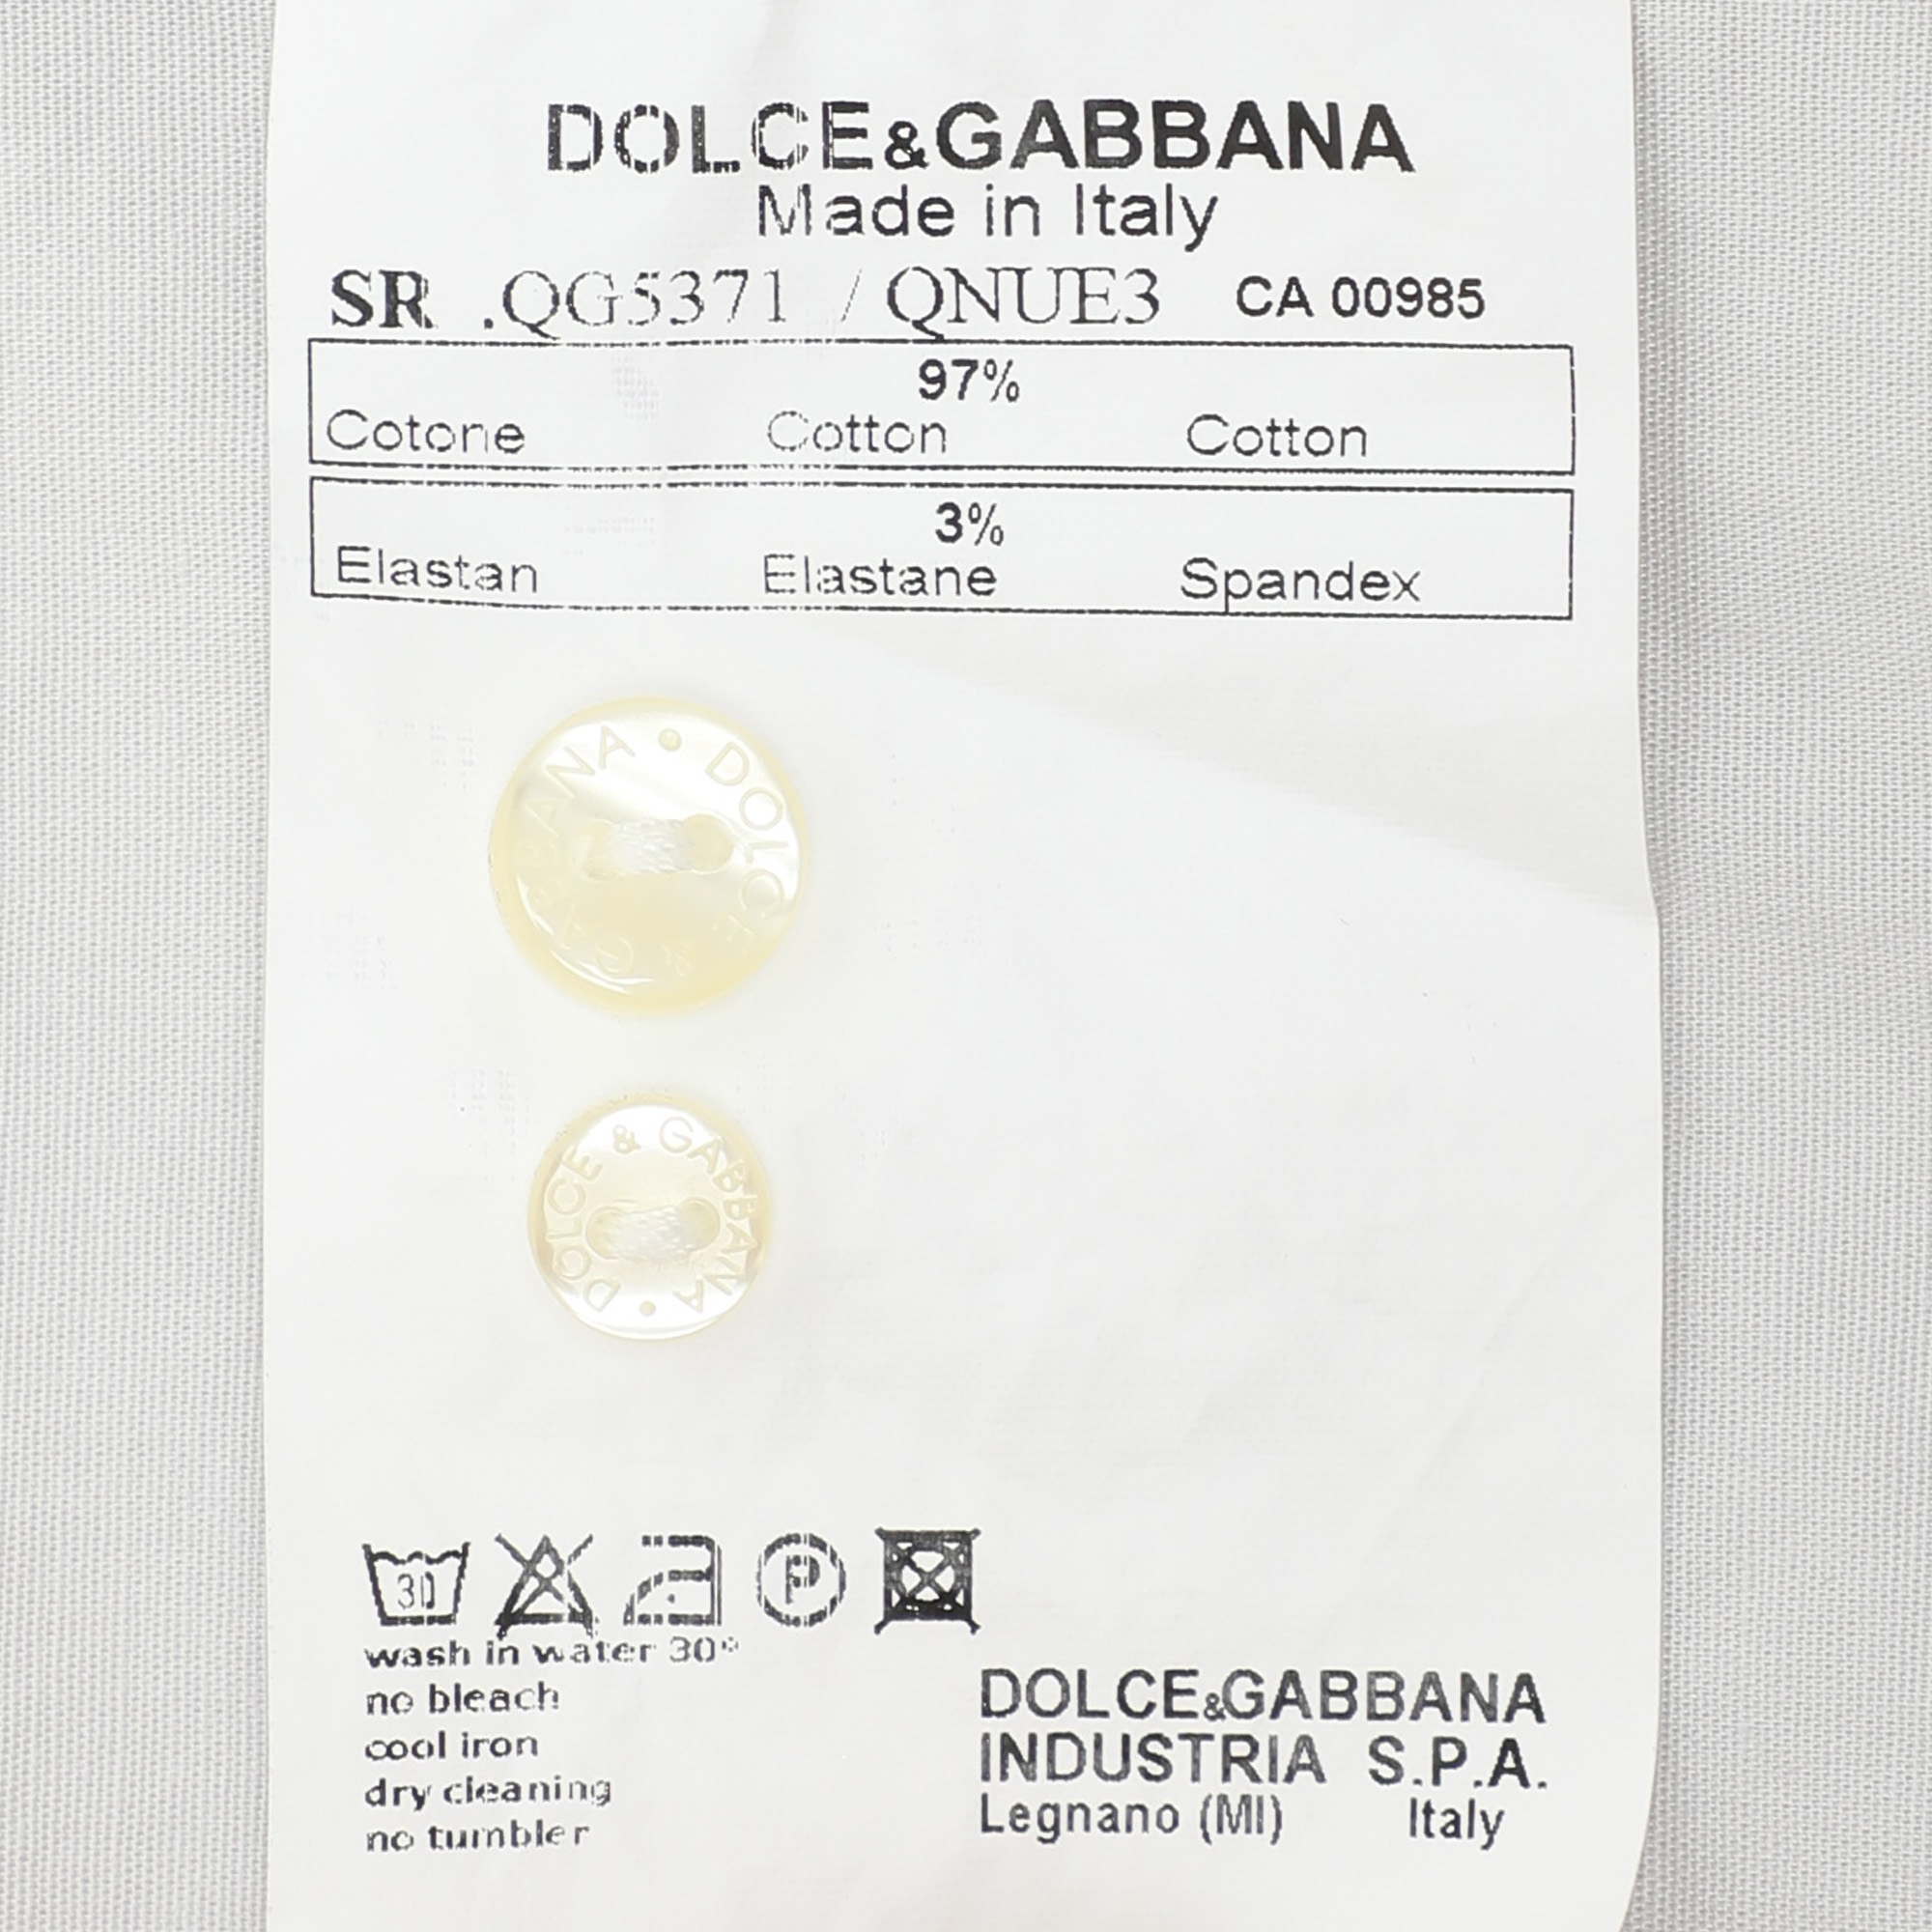 DOLCE&GABBANA
Made in Italy
SR .QG5371 / QNUE3 CA 00985
97%
Cotone Cotton Cotton
3%
Elastan Elastane Spandex
DOLCE & GABBANA •
DOLCE & GABBANA •
30 P
wash in water 30°
no bleach
cool iron
dry cleaning
no tumbler
DOLCE&GABBANA
INDUSTRIA S.P.A.
Legnano (MI) Italy